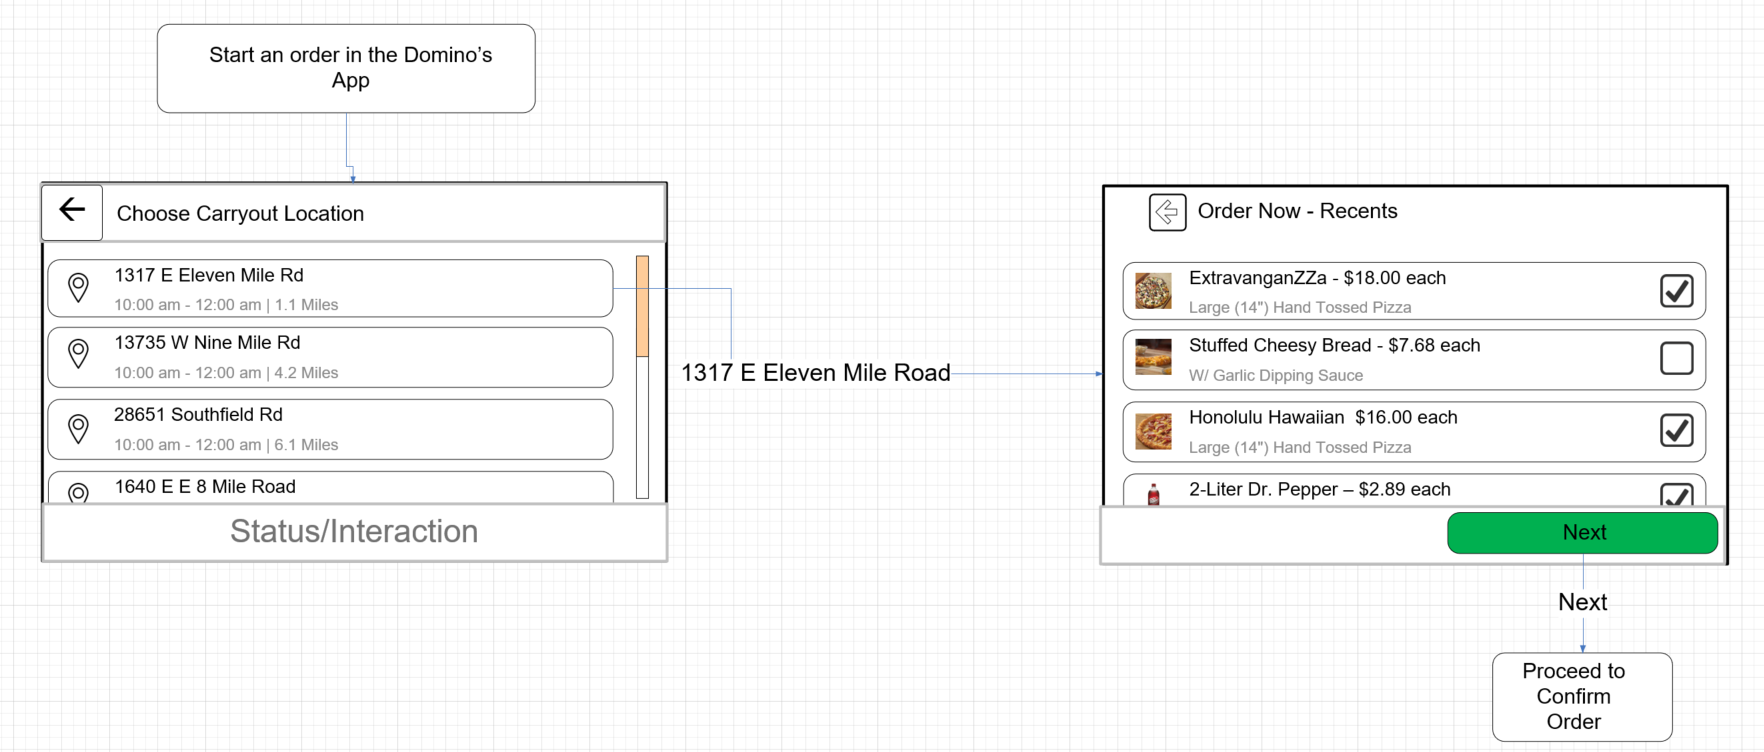 Start an order in the Domino’s
App
Choose Carryout Location
1317 E Eleven Mile Rd
10:00 am - 12:00 am | 1.1 Miles
13735 W Nine Mile Rd
10:00 am - 12:00 am | 4.2 Miles
28651 Southfield Rd
10:00 am - 12:00 am | 6.1 Miles
1640 E E 8 Mile Road
Status/Interaction
1317 E Eleven Mile Road
Order Now - Recents
ExtravanganZZa - $18.00 each
Large (14") Hand Tossed Pizza
Stuffed Cheesy Bread - $7.68 each
W/ Garlic Dipping Sauce
Honolulu Hawaiian  $16.00 each
Large (14") Hand Tossed Pizza
2-Liter Dr. Pepper – $2.89 each
Next
Next
Proceed to
Confirm
Order